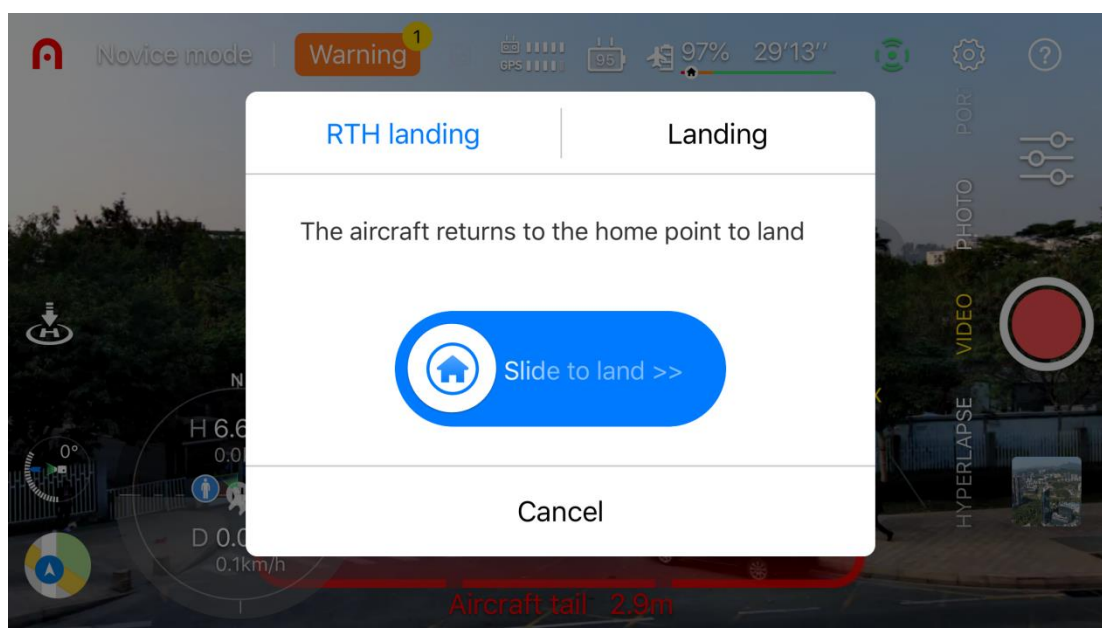 Novice mode
Warning
1
GPS
95
97%
29'13''
?
RTH landing
Landing
The aircraft returns to the home point to land
Slide to land >>
Cancel
PHOTO
VIDEO
HYPERLAPSE
N
H 6.6
0°
D 0.0
0.1km/h
Aircraft tail 2.9m